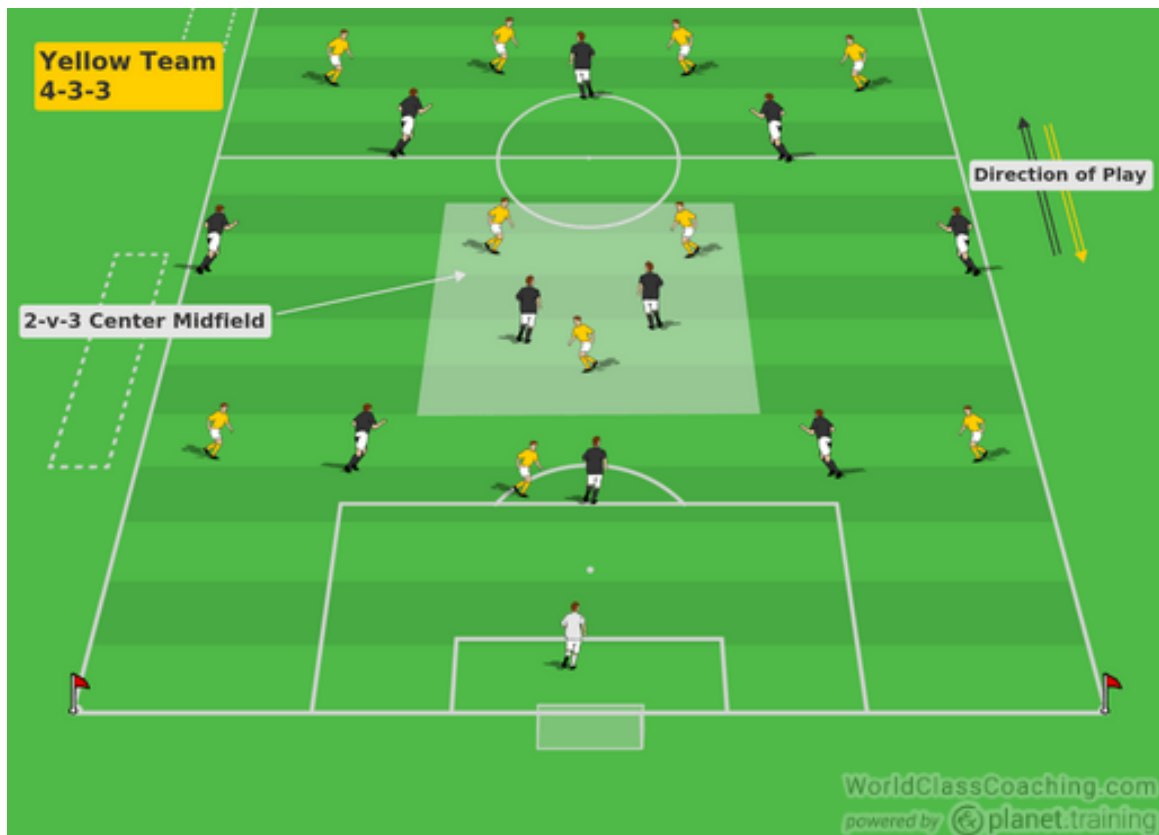 Yellow Team
4-3-3
Direction of Play
2-v-3 Center Midfield
WorldClassCoaching.com
powered by planet.training